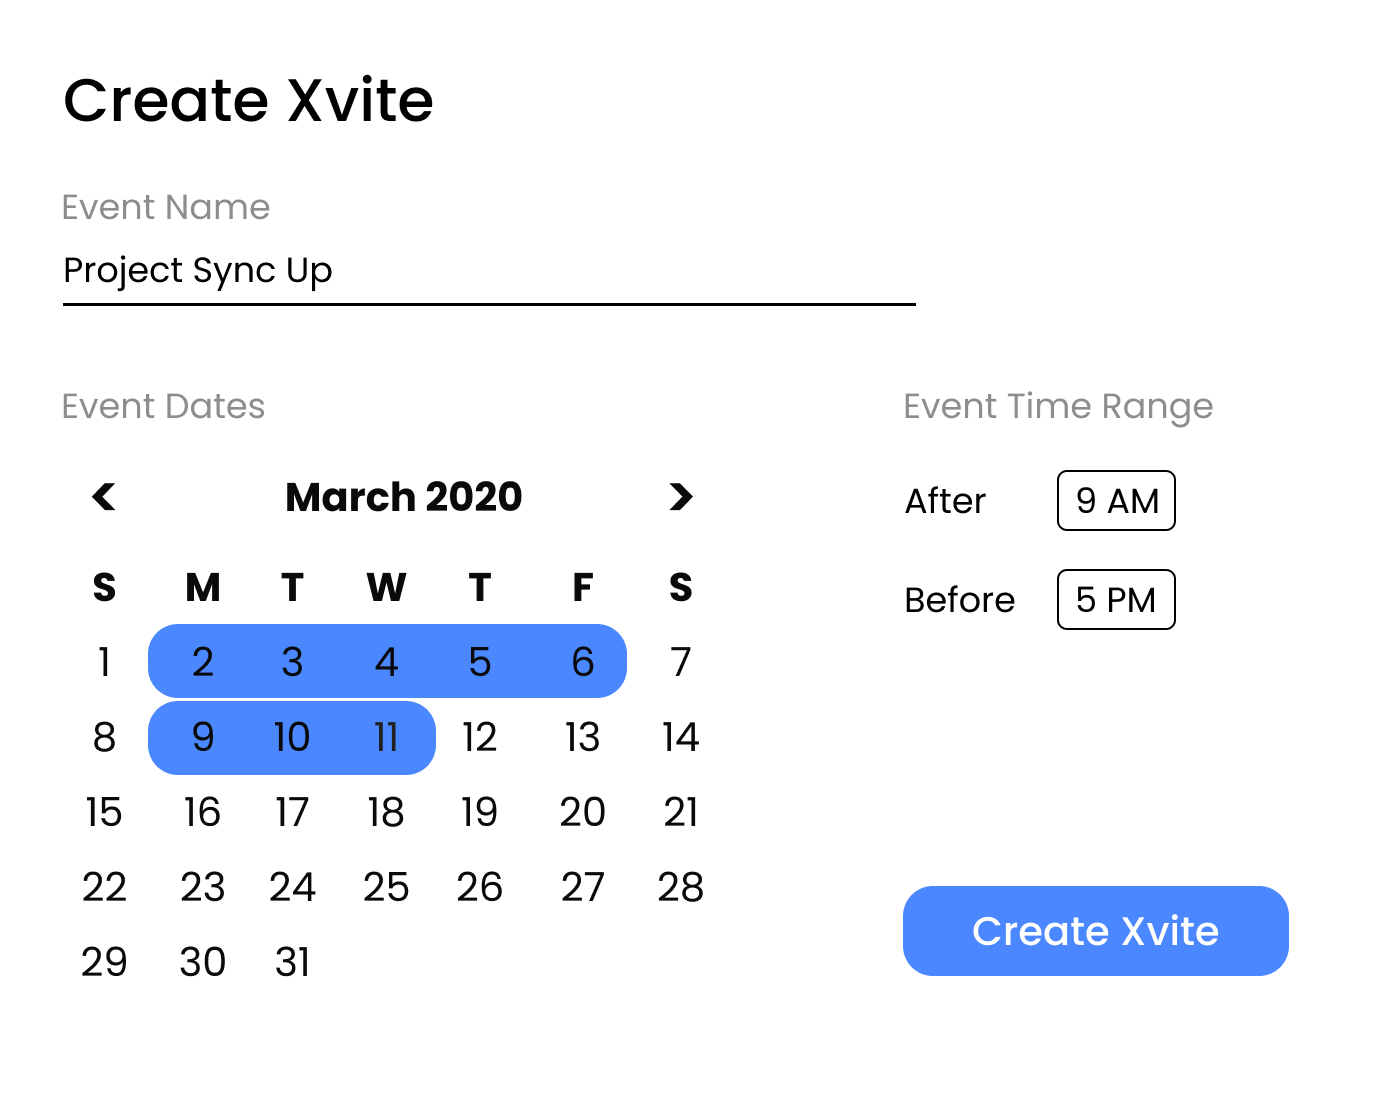 Create Xvite
Event Name
Project Sync Up
Event Dates
< March 2020 >
S M T W T F S
1 2 3 4 5 6 7
8 9 10 11 12 13 14
15 16 17 18 19 20 21
22 23 24 25 26 27 28
29 30 31
Event Time Range
After 9 AM
Before 5 PM
Create Xvite